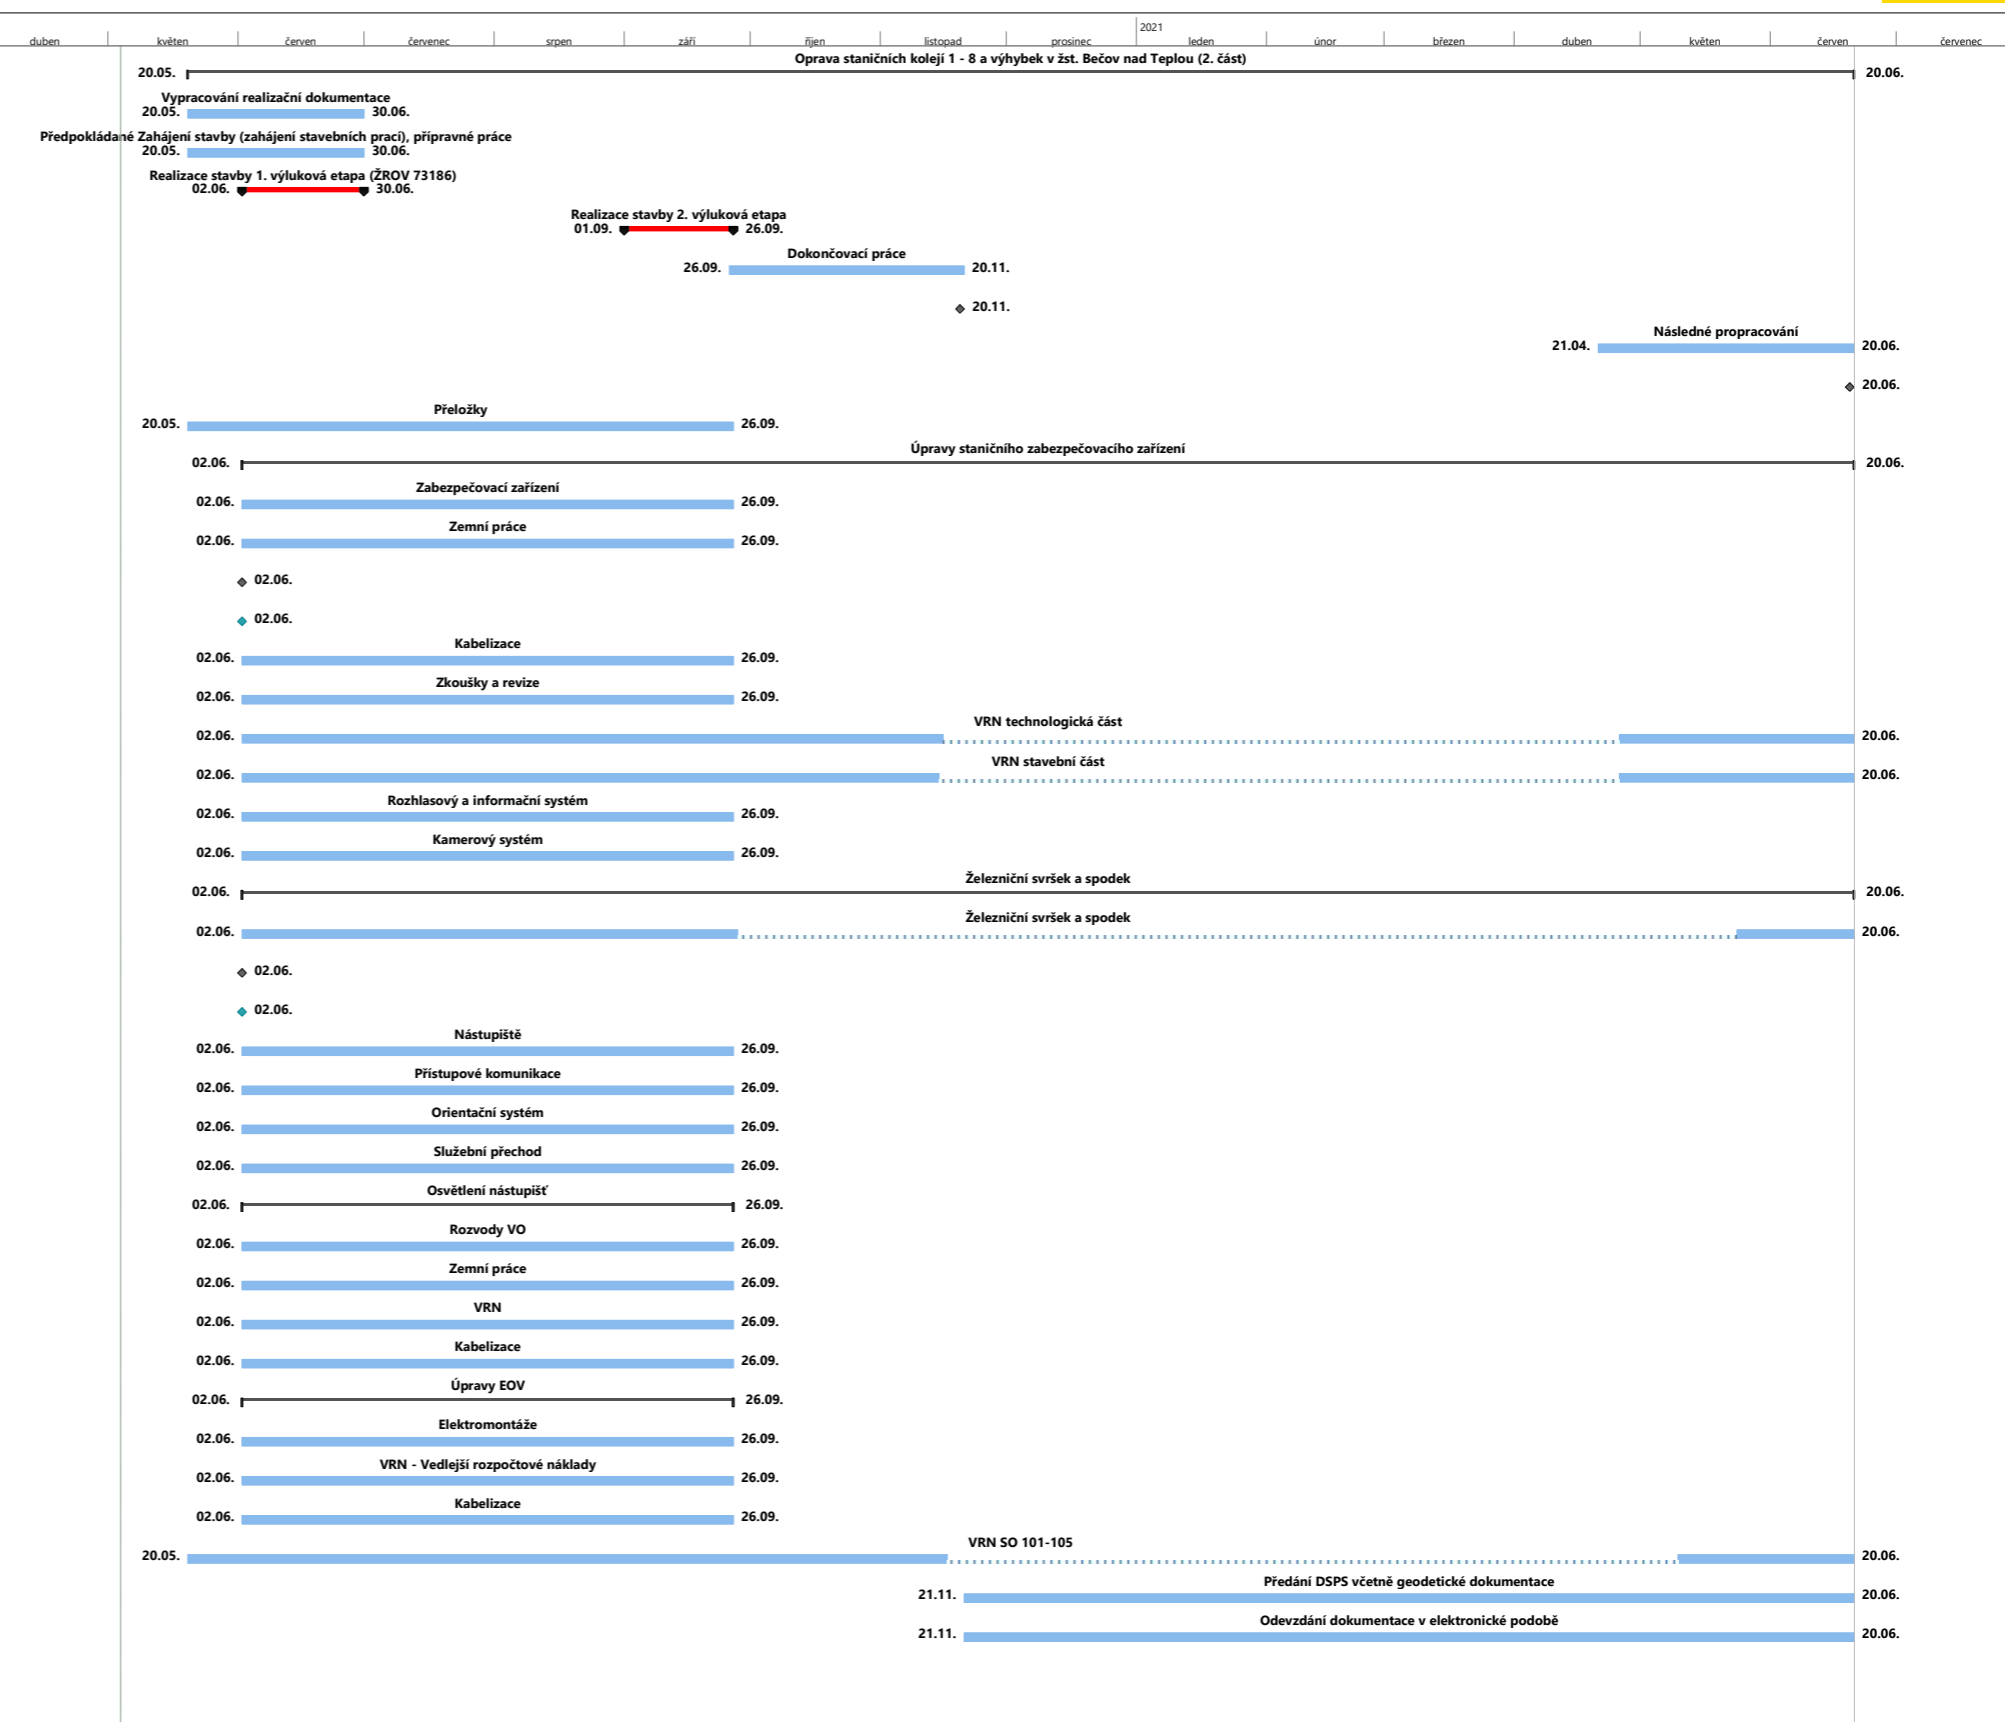 2021
duben květen červen červenec srpen září říjen listopad prosinec leden únor březen duben květen červen červenec
Oprava staničních kolejí 1 - 8 a výhybek v žst. Bečov nad Teplou (2. část)
20.05. 20.06.
Vypracování realizační dokumentace
20.05. 30.06.
Předpokládané Zahájení stavby (zahájení stavebních prací), přípravné práce
20.05. 30.06.
Realizace stavby 1. výluková etapa (ŽROV 73186)
02.06. 30.06.
Realizace stavby 2. výluková etapa
01.09. 26.09.
Dokončovací práce
26.09. 20.11.
20.11.
Následné propracování
21.04. 20.06.
20.06.
Přeložky
20.05. 26.09.
Úpravy staničního zabezpečovacího zařízení
02.06. 20.06.
Zabezpečovací zařízení
02.06. 26.09.
Zemní práce
02.06. 26.09.
02.06.
02.06.
Kabelizace
02.06. 26.09.
Zkoušky a revize
02.06. 26.09.
VRN technologická část
02.06. 20.06.
VRN stavební část
02.06. 20.06.
Rozhlasový a informační systém
02.06. 26.09.
Kamerový systém
02.06. 26.09.
Železniční svršek a spodek
02.06. 20.06.
Železniční svršek a spodek
02.06. 20.06.
02.06.
02.06.
Nástupiště
02.06. 26.09.
Přístupové komunikace
02.06. 26.09.
Orientační systém
02.06. 26.09.
Služební přechod
02.06. 26.09.
Osvětlení nástupišť
02.06. 26.09.
Rozvody VO
02.06. 26.09.
Zemní práce
02.06. 26.09.
VRN
02.06. 26.09.
Kabelizace
02.06. 26.09.
Úpravy EOV
02.06. 26.09.
Elektromontáže
02.06. 26.09.
VRN - Vedlejší rozpočtové náklady
02.06. 26.09.
Kabelizace
02.06. 26.09.
VRN SO 101-105
20.05. 20.06.
Předání DSPS včetně geodetické dokumentace
21.11. 20.06.
Odevzdání dokumentace v elektronické podobě
21.11. 20.06.